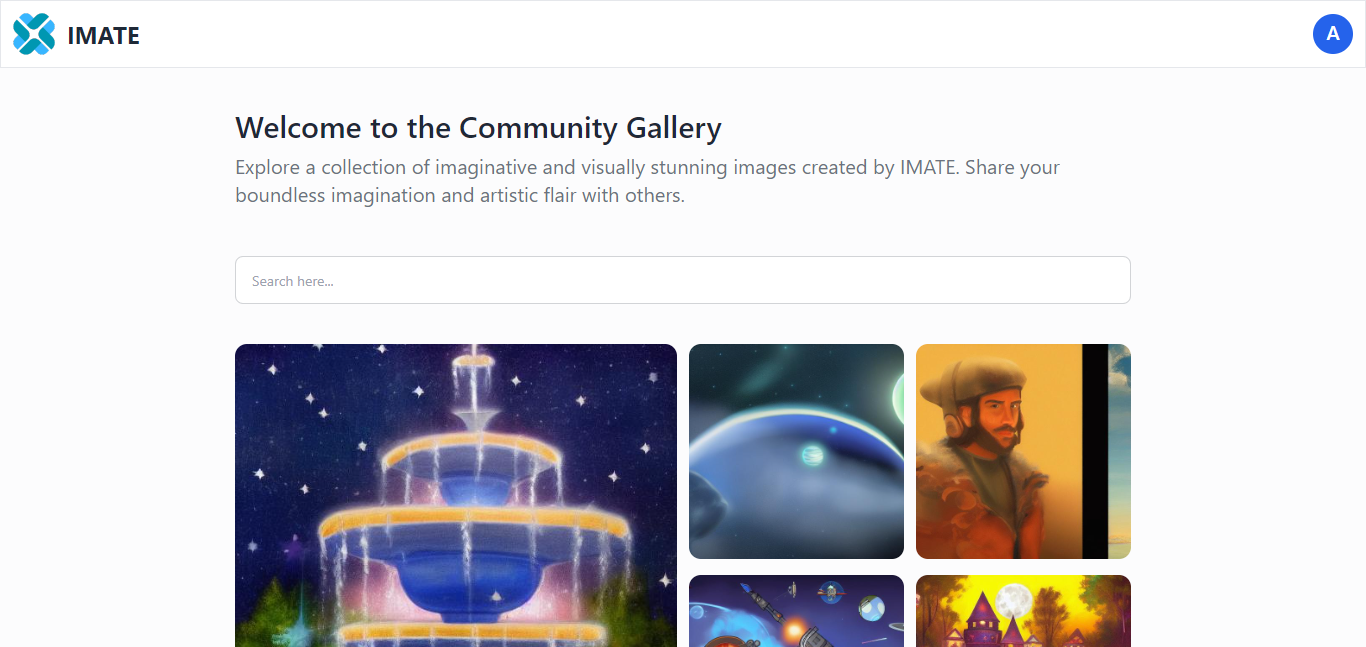 IMATE
A
Welcome to the Community Gallery
Explore a collection of imaginative and visually stunning images created by IMATE. Share your
boundless imagination and artistic flair with others.
Search here...